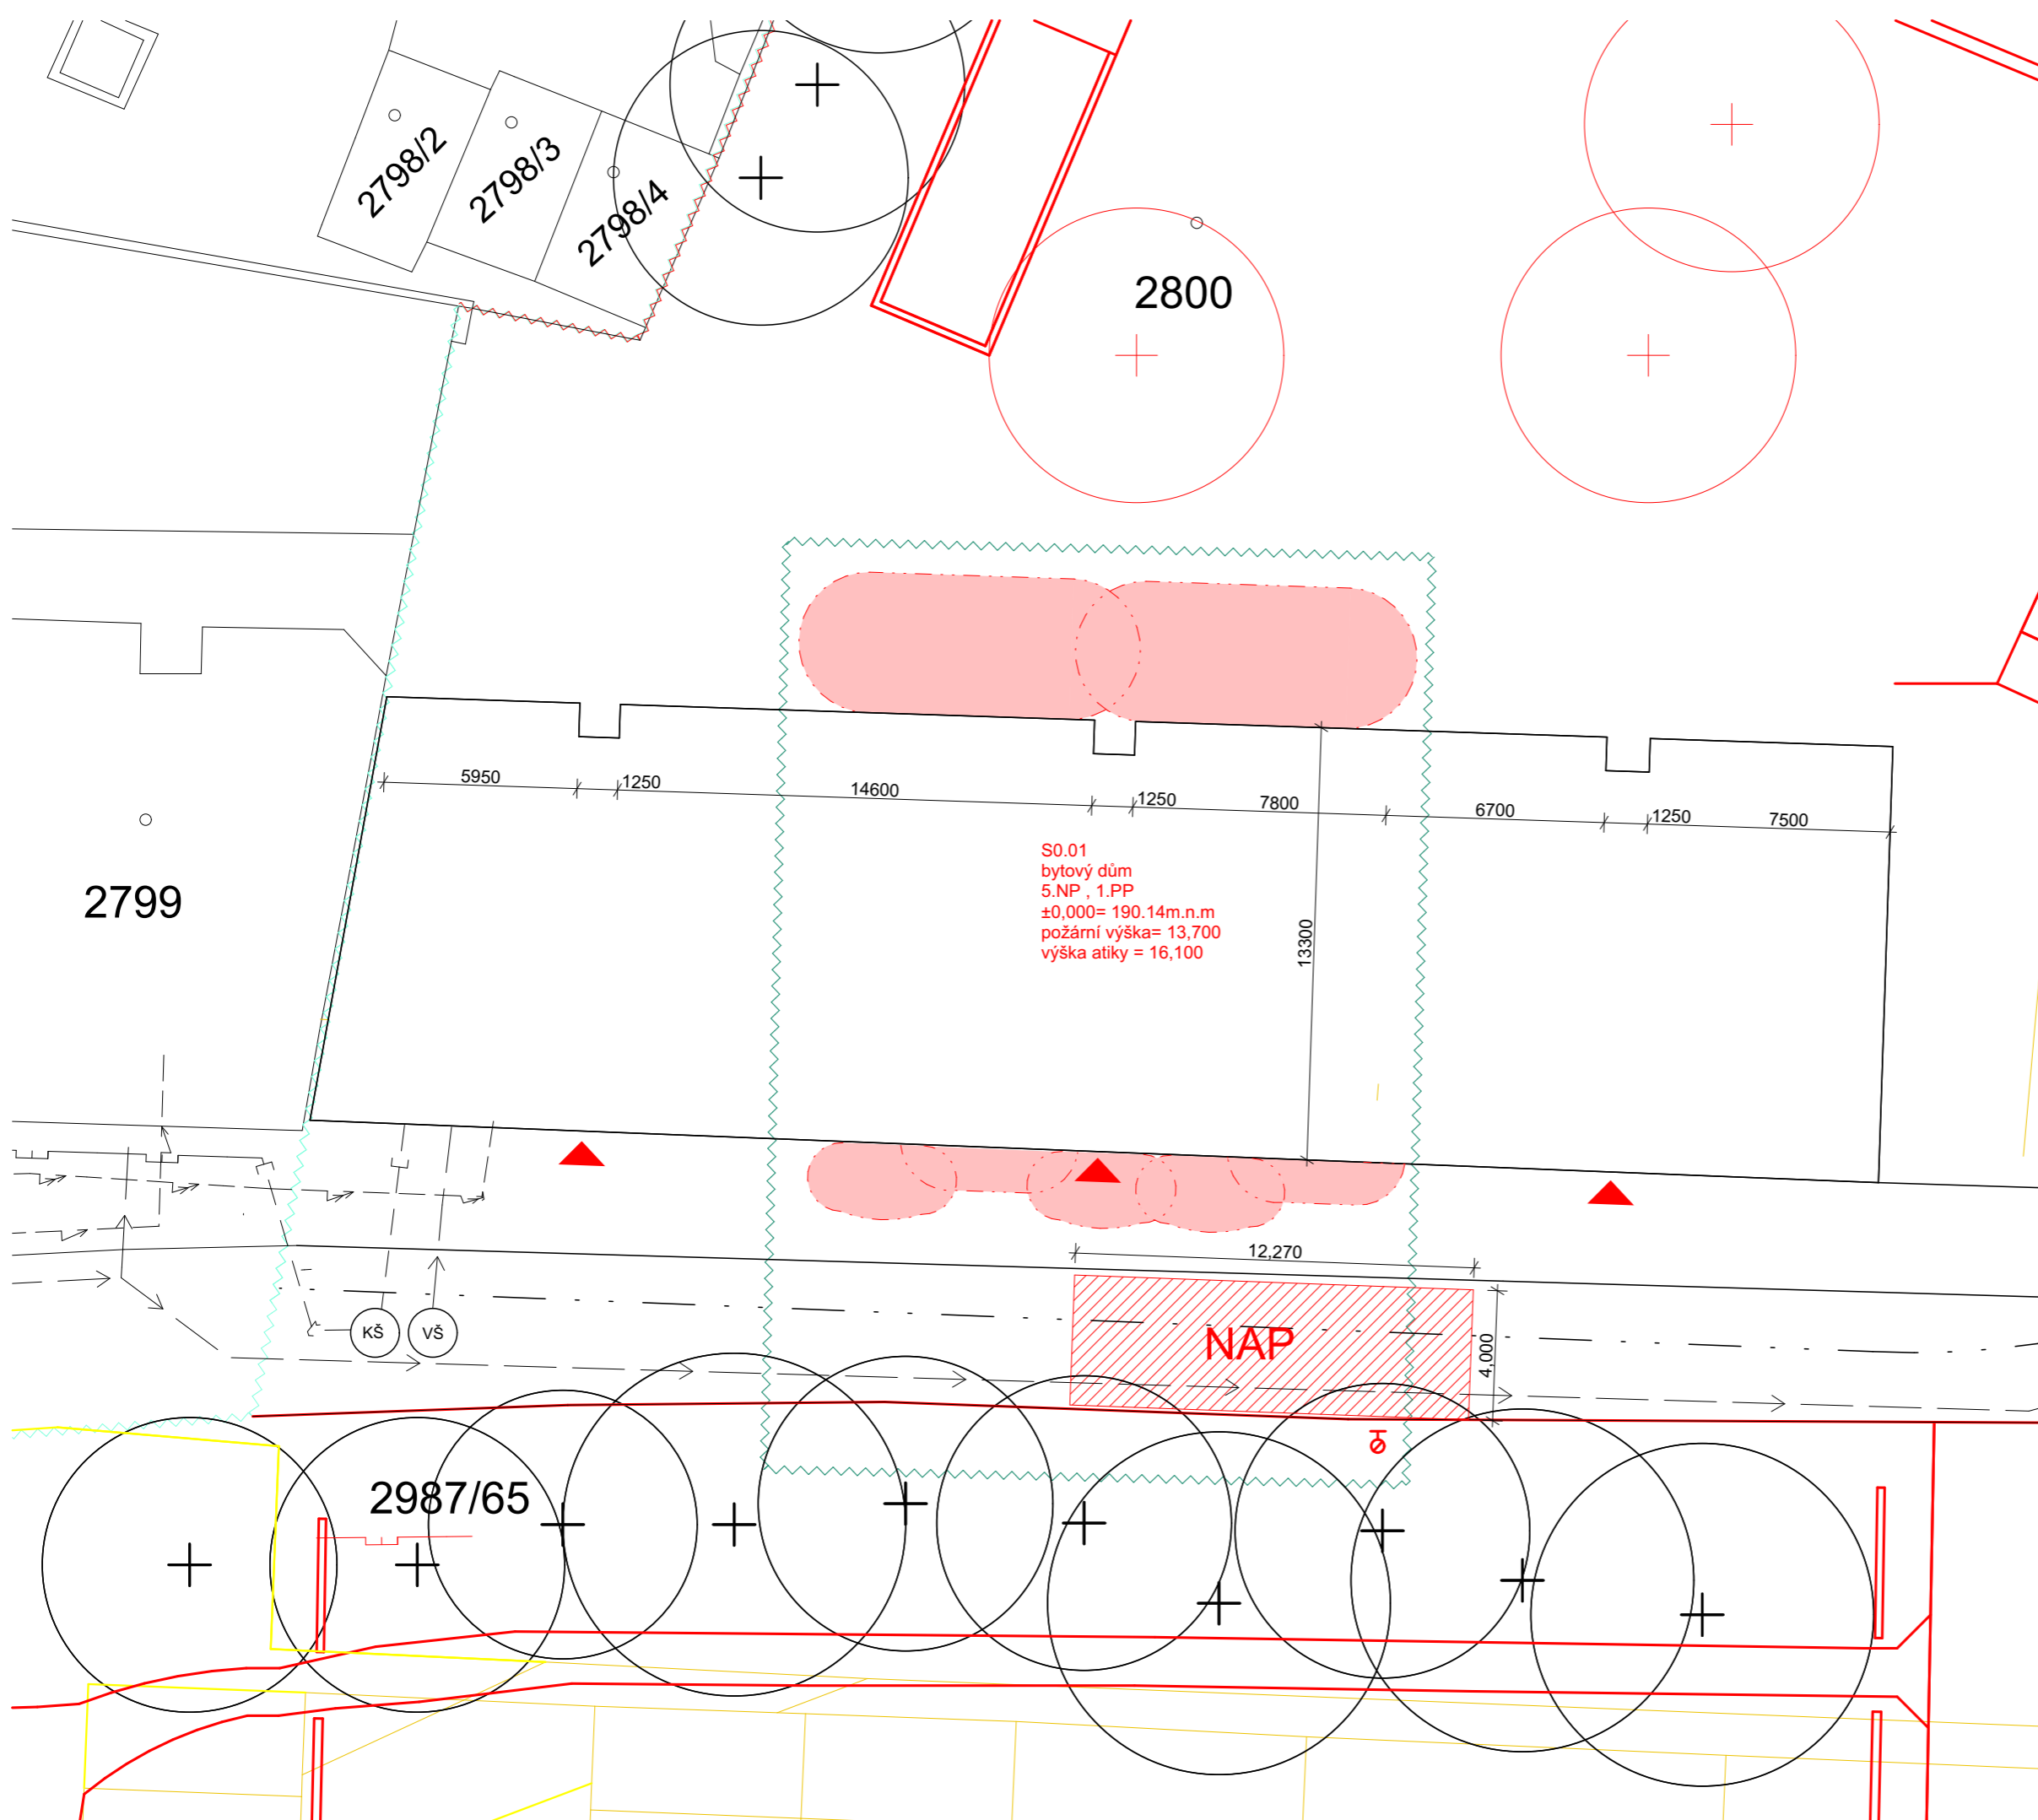 2798/2
2798/3
2798/4
2800
5950
1250
14600
1250
7800
6700
1250
7500
S0.01
bytový dům
5.NP , 1.PP
±0,000= 190.14m.n.m
požární výška= 13,700
výška atiky = 16,100
13300
2799
12,270
KŠ
VŠ
NAP
4,000
2987/65